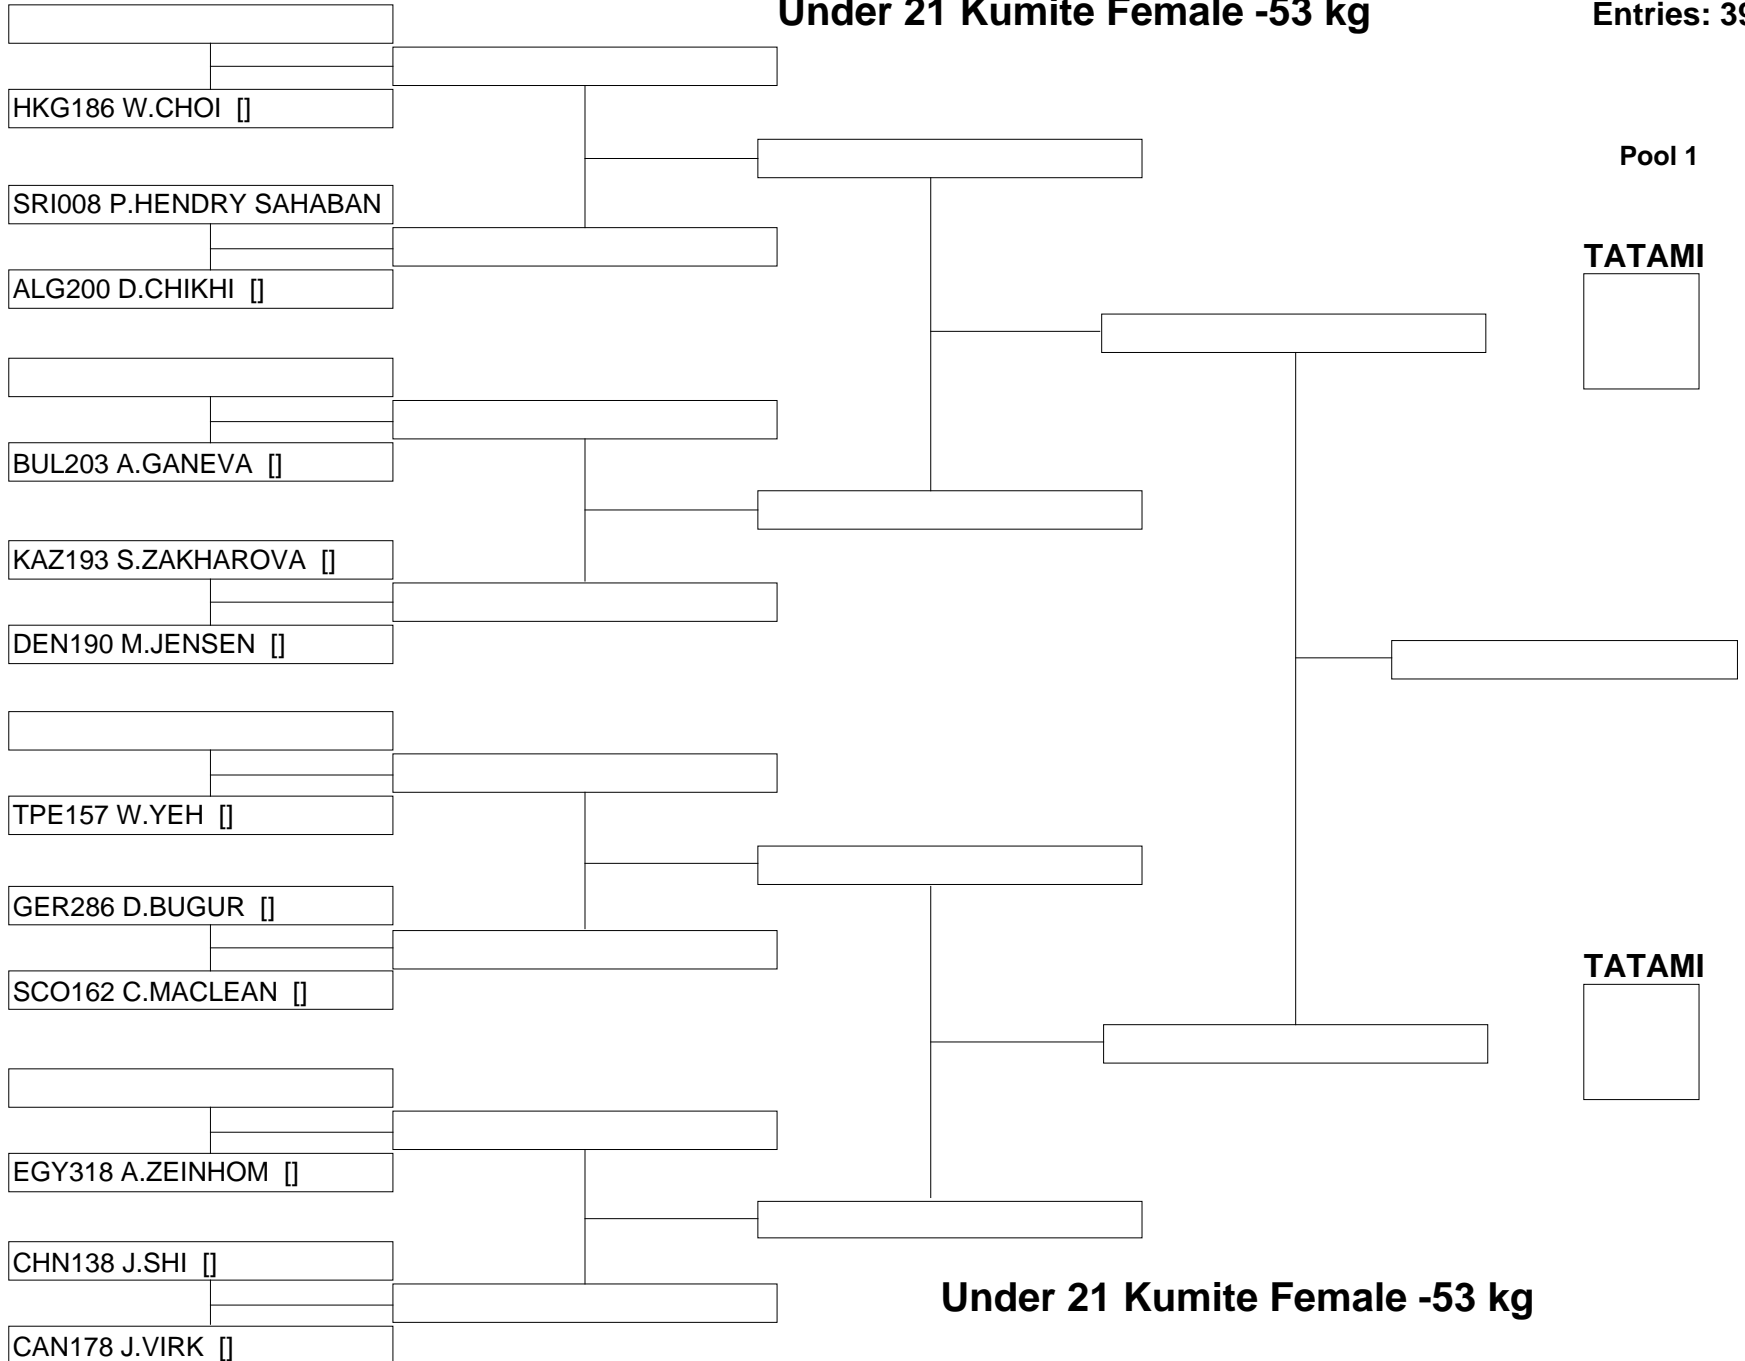 Under 21 Kumite Female -53 kg
Entries: 39
HKG186 W.CHOI []
Pool 1
SRI008 P.HENDRY SAHABAN
TATAMI
ALG200 D.CHIKHI []
BUL203 A.GANEVA []
KAZ193 S.ZAKHAROVA []
DEN190 M.JENSEN []
TPE157 W.YEH []
GER286 D.BUGUR []
TATAMI
SCO162 C.MACLEAN []
EGY318 A.ZEINHOM []
CHN138 J.SHI []
Under 21 Kumite Female -53 kg
CAN178 J.VIRK []